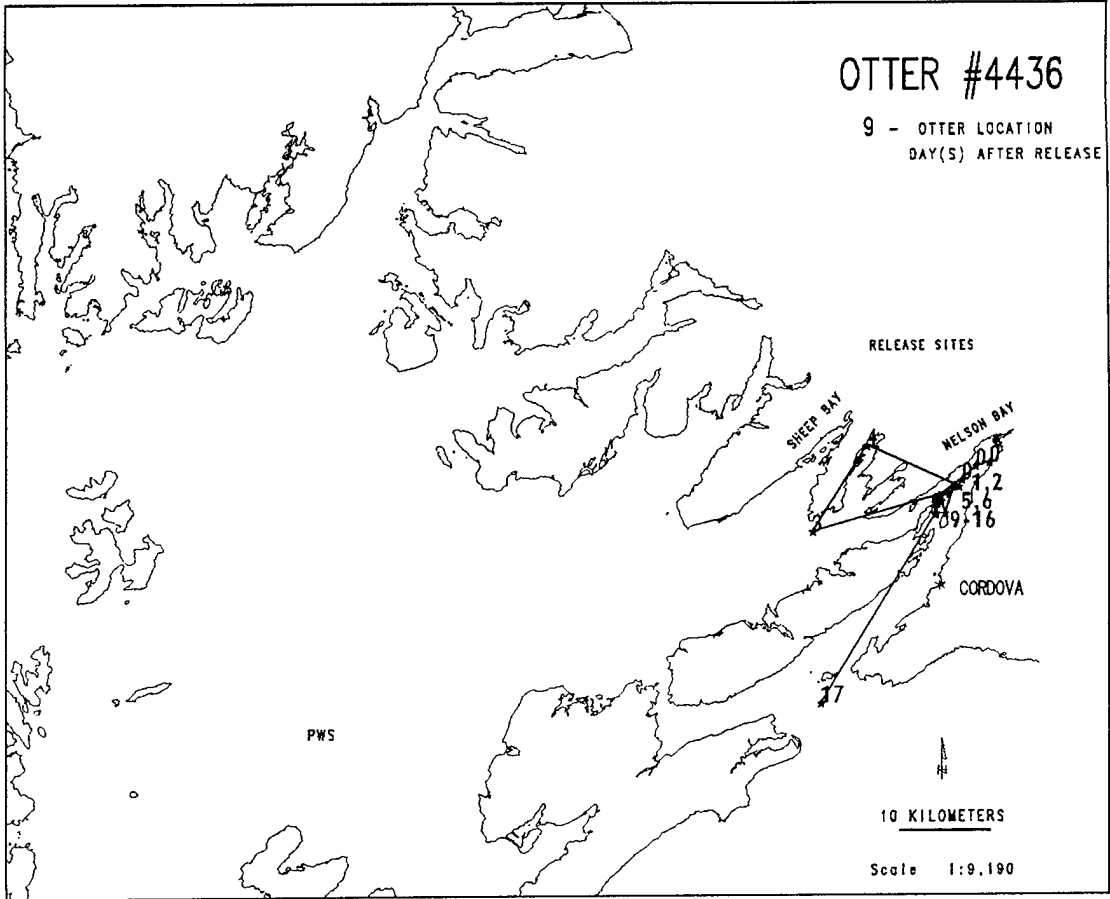 OTTER #4436
9 - OTTER LOCATION
DAY(S) AFTER RELEASE
RELEASE SITES
SHEEP BAY
NELSON BAY
4
1,2
5,6
9-16
CORDOVA
17
PWS
10 KILOMETERS
Scale 1:9,190